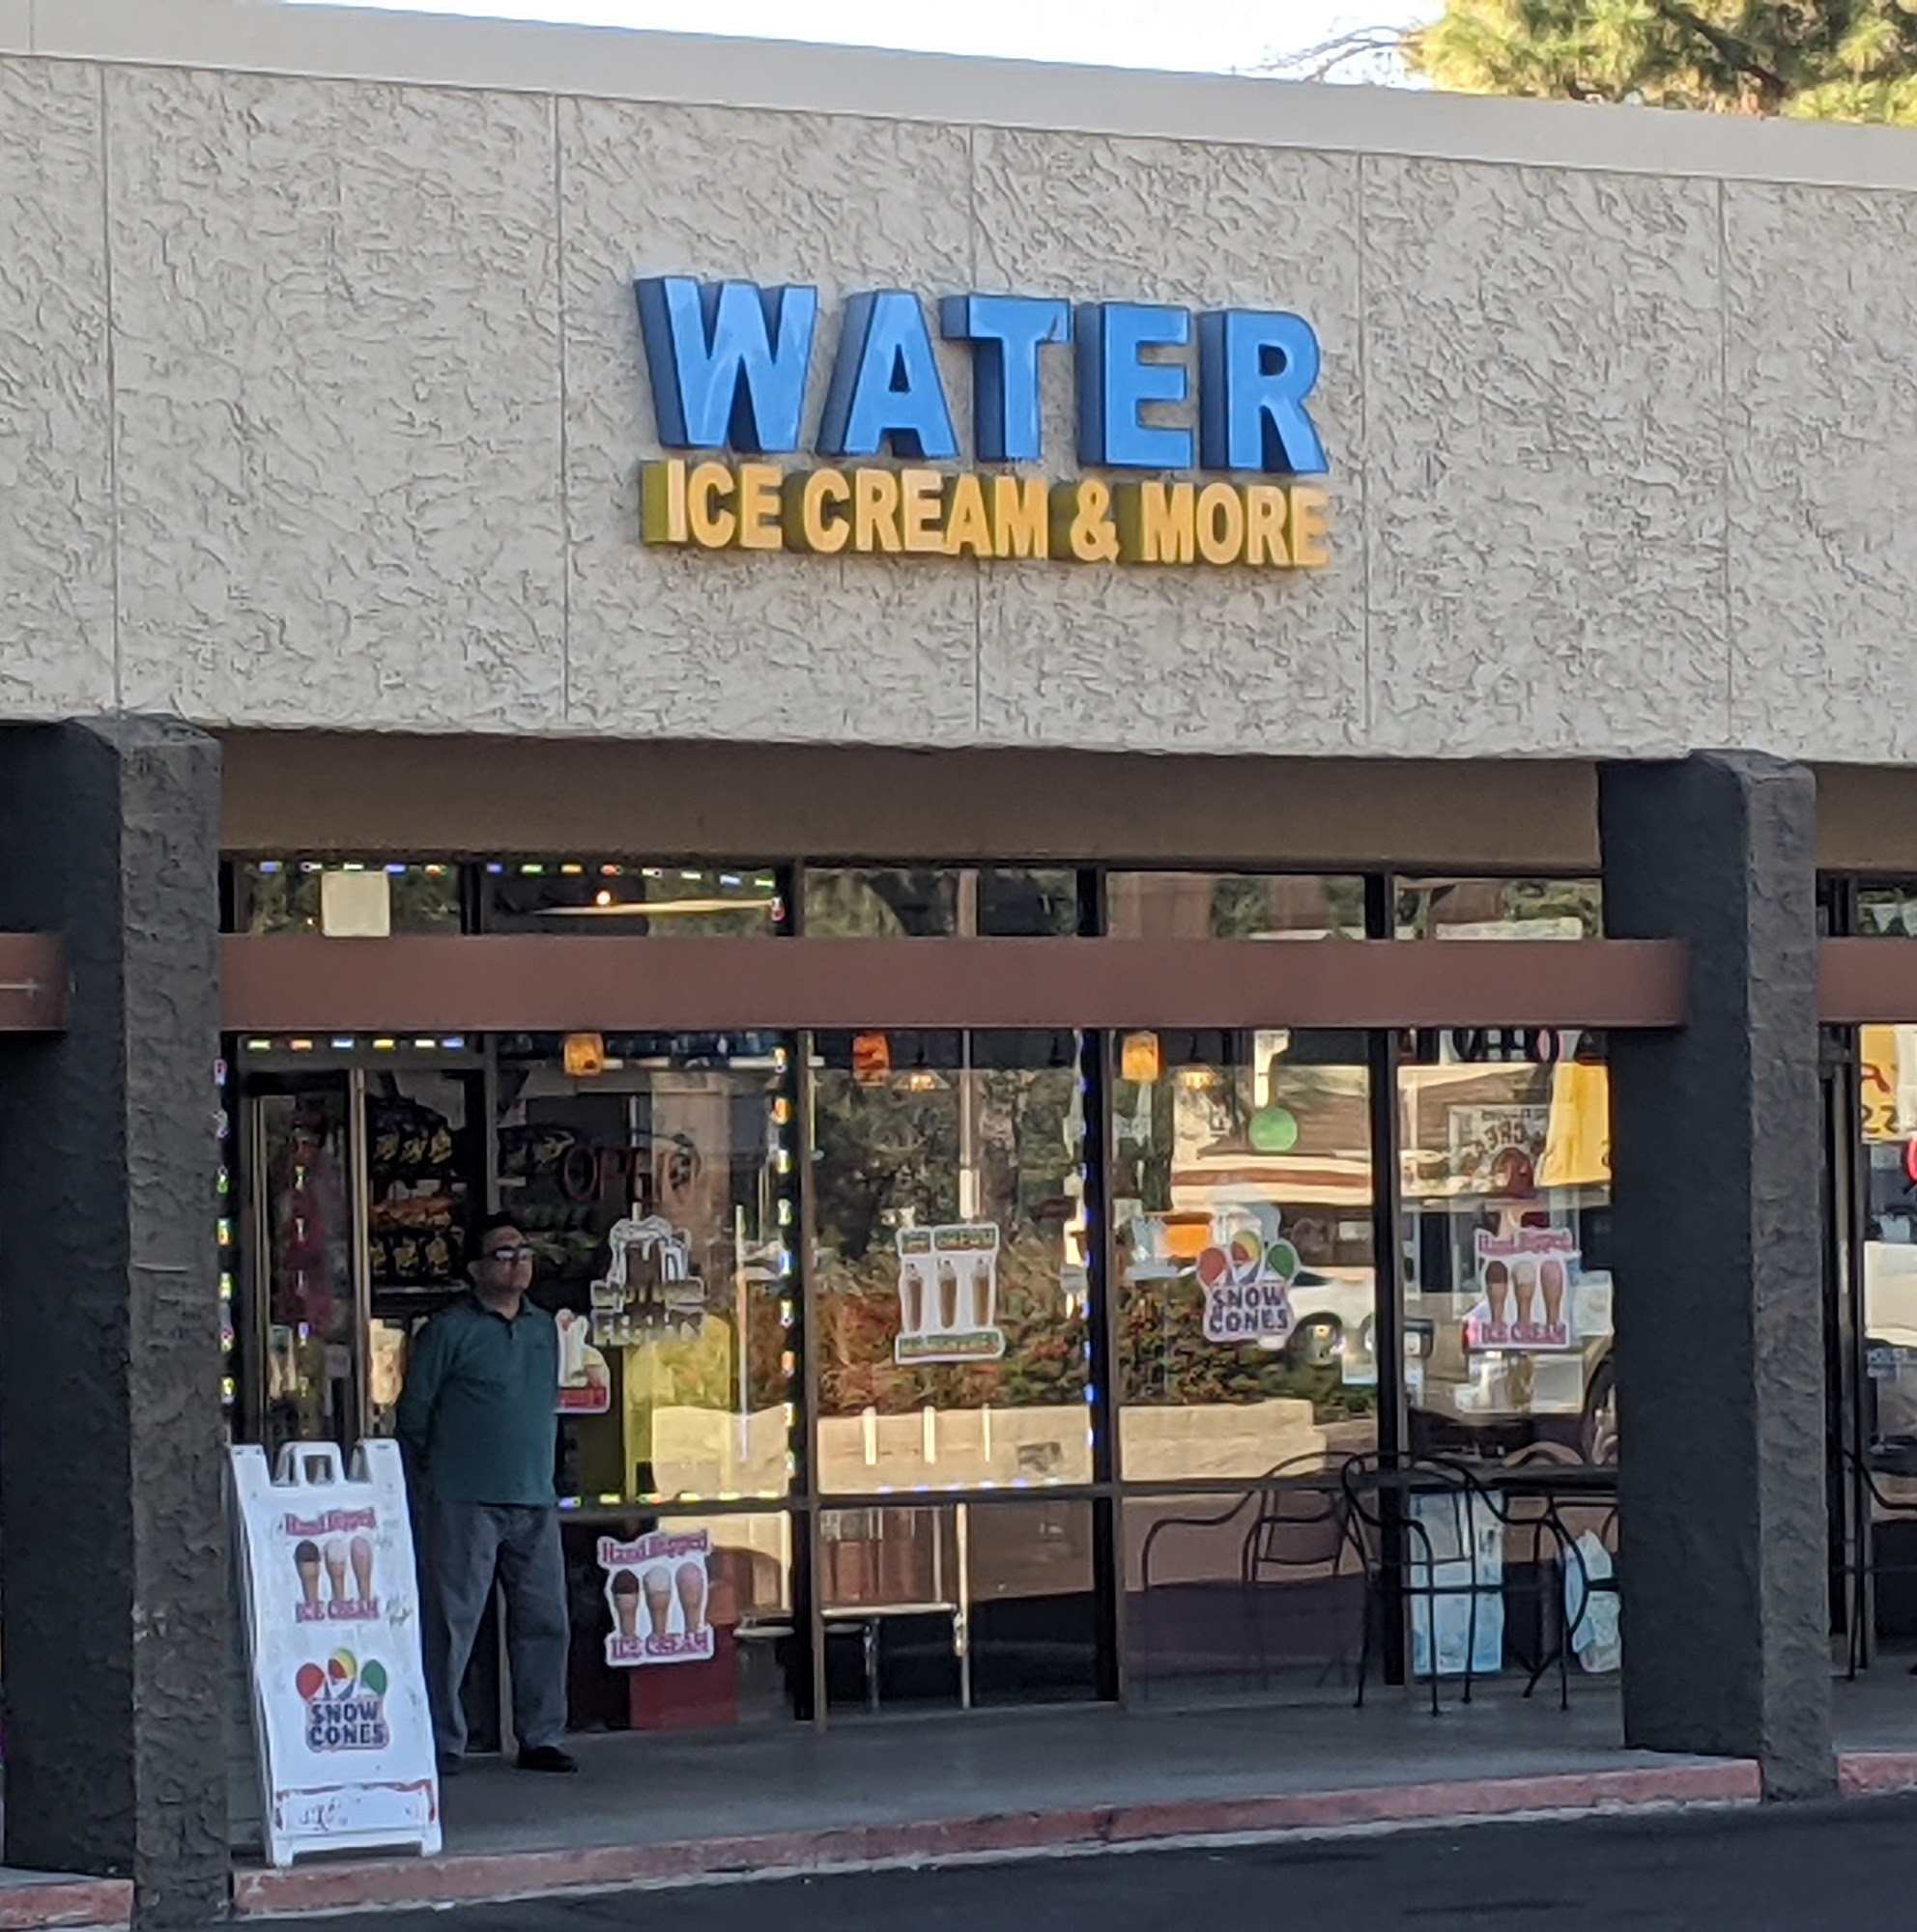 WATER
ICE CREAM & MORE
OPEN
SNOW
CONES
Hand Dipped
ICE CREAM
Hand Dipped
ICE CREAM
Hand Dipped
ICE CREAM
SNOW
CONES